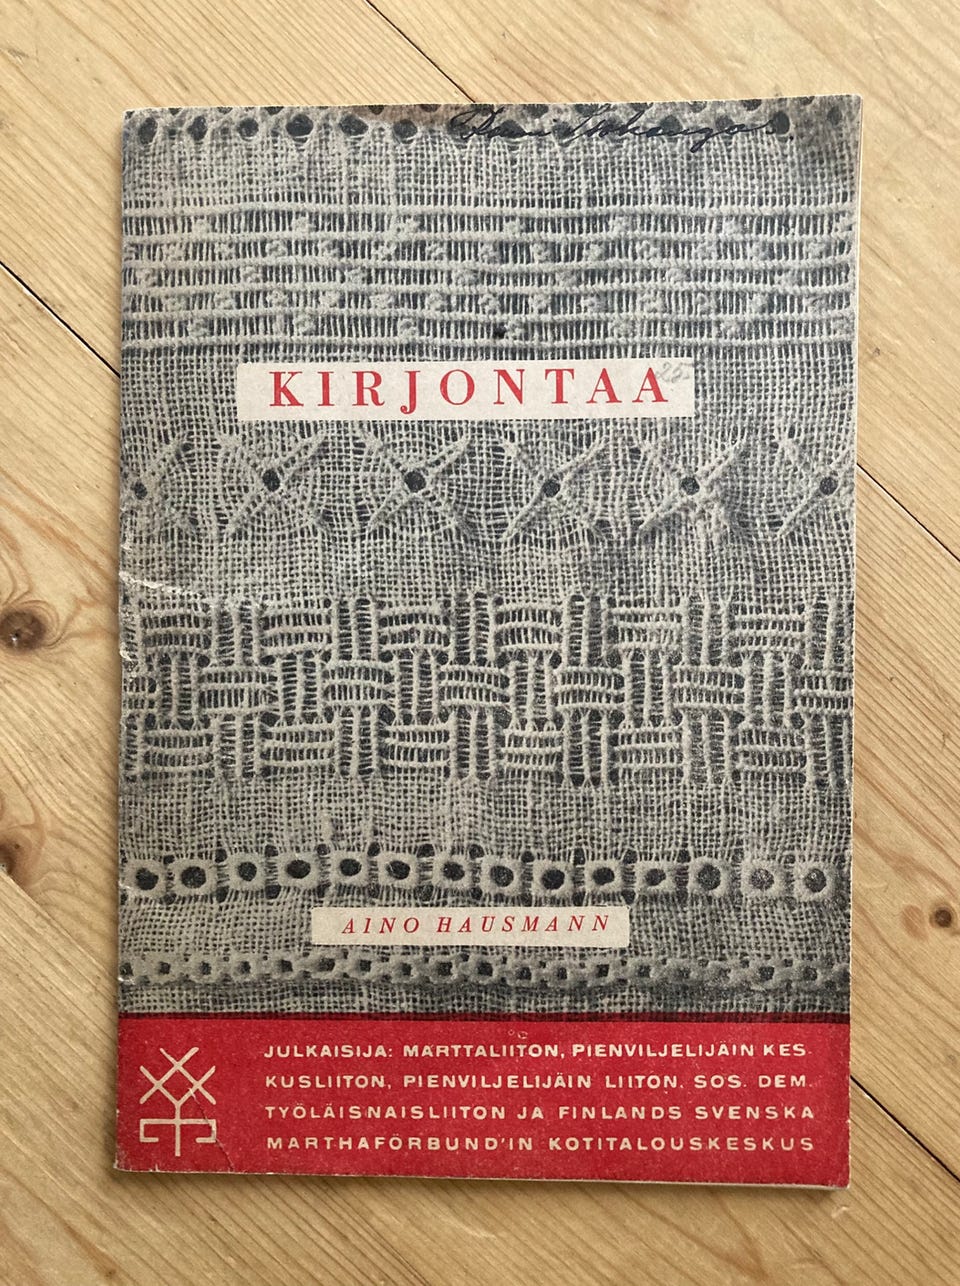 KIRJONTAA
25:-
AINO HAUSMANN
JULKAISIJA: MARTTALIITON, PIENVILJELIJÄIN KES-
KUSLIITON, PIENVILJELIJÄIN LIITON, SOS. DEM.
TYÖLÄISNAISLIITON JA FINLANDS SVENSKA
MARTHAFÖRBUND'IN KOTITALOUSKESKUS